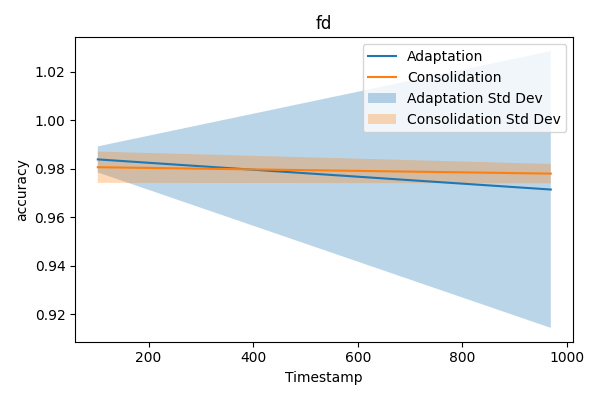 fd
Adaptation
Consolidation
Adaptation Std Dev
Consolidation Std Dev
accuracy
1.02
1.00
0.98
0.96
0.94
0.92
200 400 600 800 1000
Timestamp